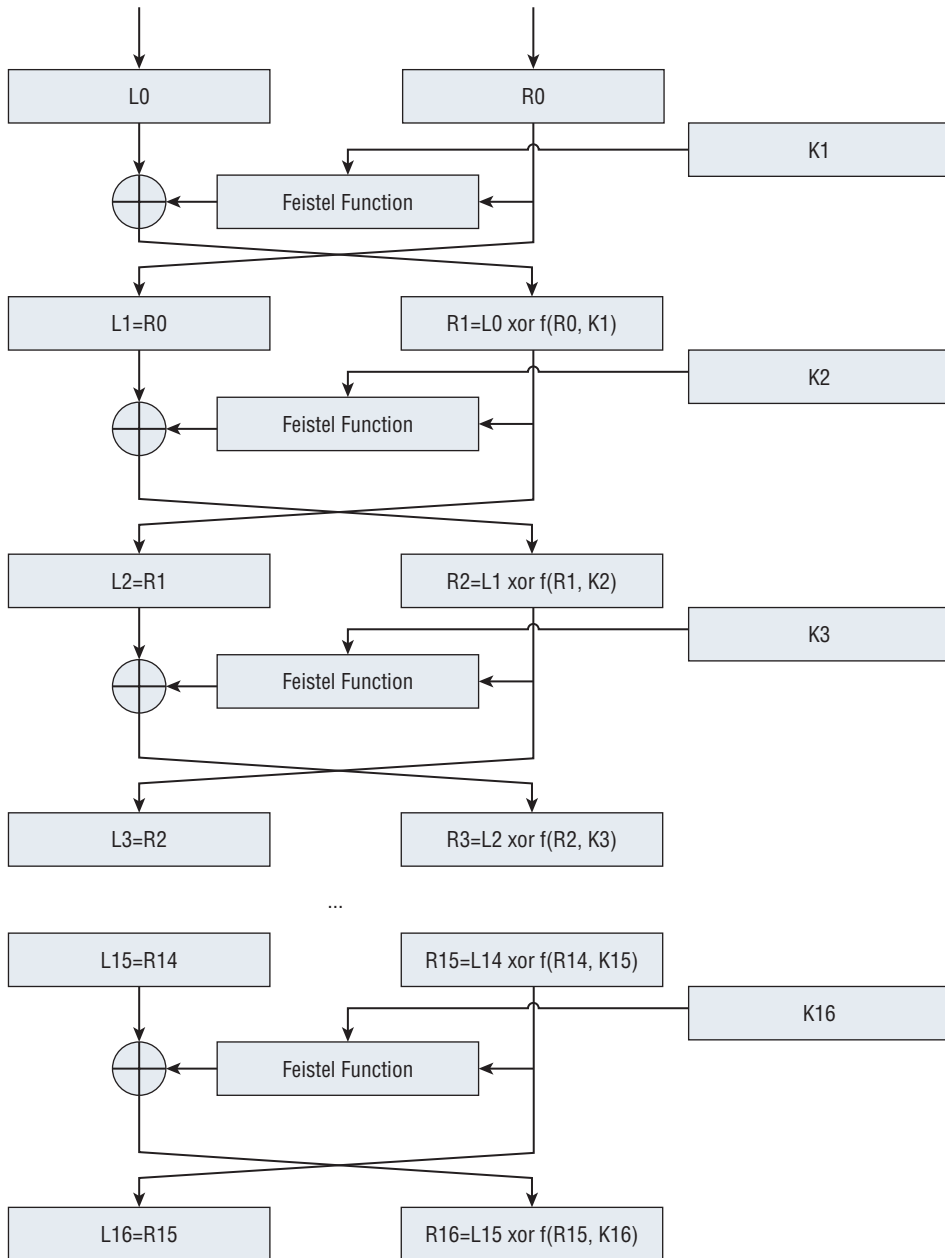 L0
R0
K1
Feistel Function
L1=R0
R1=L0 xor f(R0, K1)
K2
Feistel Function
L2=R1
R2=L1 xor f(R1, K2)
K3
Feistel Function
L3=R2
R3=L2 xor f(R2, K3)
...
L15=R14
R15=L14 xor f(R14, K15)
K16
Feistel Function
L16=R15
R16=L15 xor f(R15, K16)